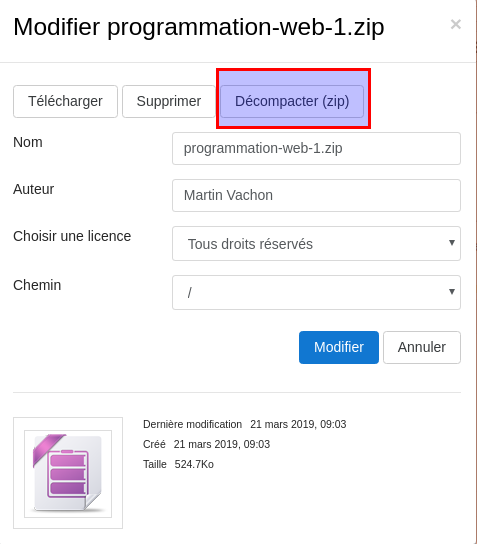 Modifier programmation-web-1.zip ×
Télécharger Supprimer Décompacter (zip)
Nom programmation-web-1.zip
Auteur Martin Vachon
Choisir une licence Tous droits réservés
Chemin /
Modifier Annuler
Dernière modification 21 mars 2019, 09:03
Créé 21 mars 2019, 09:03
Taille 524.7Ko